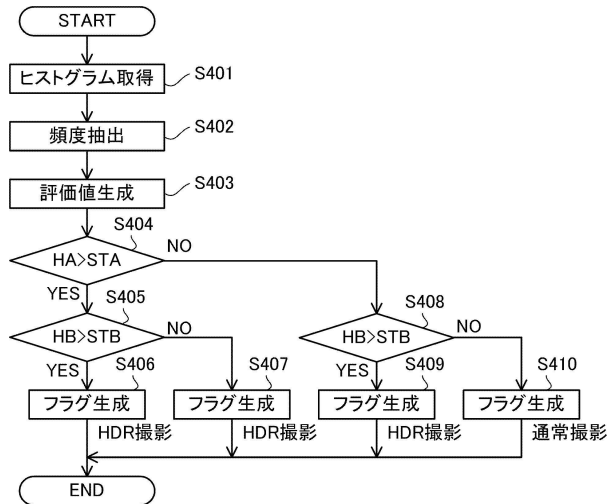 START
ヒストグラム取得
S401
頻度抽出
S402
評価値生成
S403
S404
HA>STA
NO
YES
S405
S408
HB>STB
NO
HB>STB
NO
YES
S406
S407
YES
S409
S410
フラグ生成
フラグ生成
フラグ生成
フラグ生成
HDR撮影
HDR撮影
HDR撮影
通常撮影
END